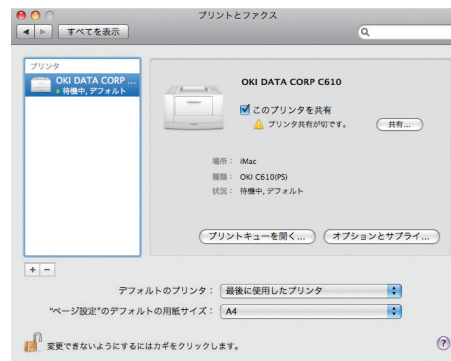 プリントとファクス
すべてを表示
プリンタ
OKI DATA CORP ...
待機中, デフォルト
OKI DATA CORP C610
このプリンタを共有
プリンタ共有が切です。
共有...
場所： iMac
種類： OKI C610(PS)
状況： 待機中, デフォルト
プリントキューを開く...
オプションとサプライ...
+ −
デフォルトのプリンタ： 最後に使用したプリンタ
"ページ設定"のデフォルトの用紙サイズ： A4
変更できないようにするにはカギをクリックします。
?